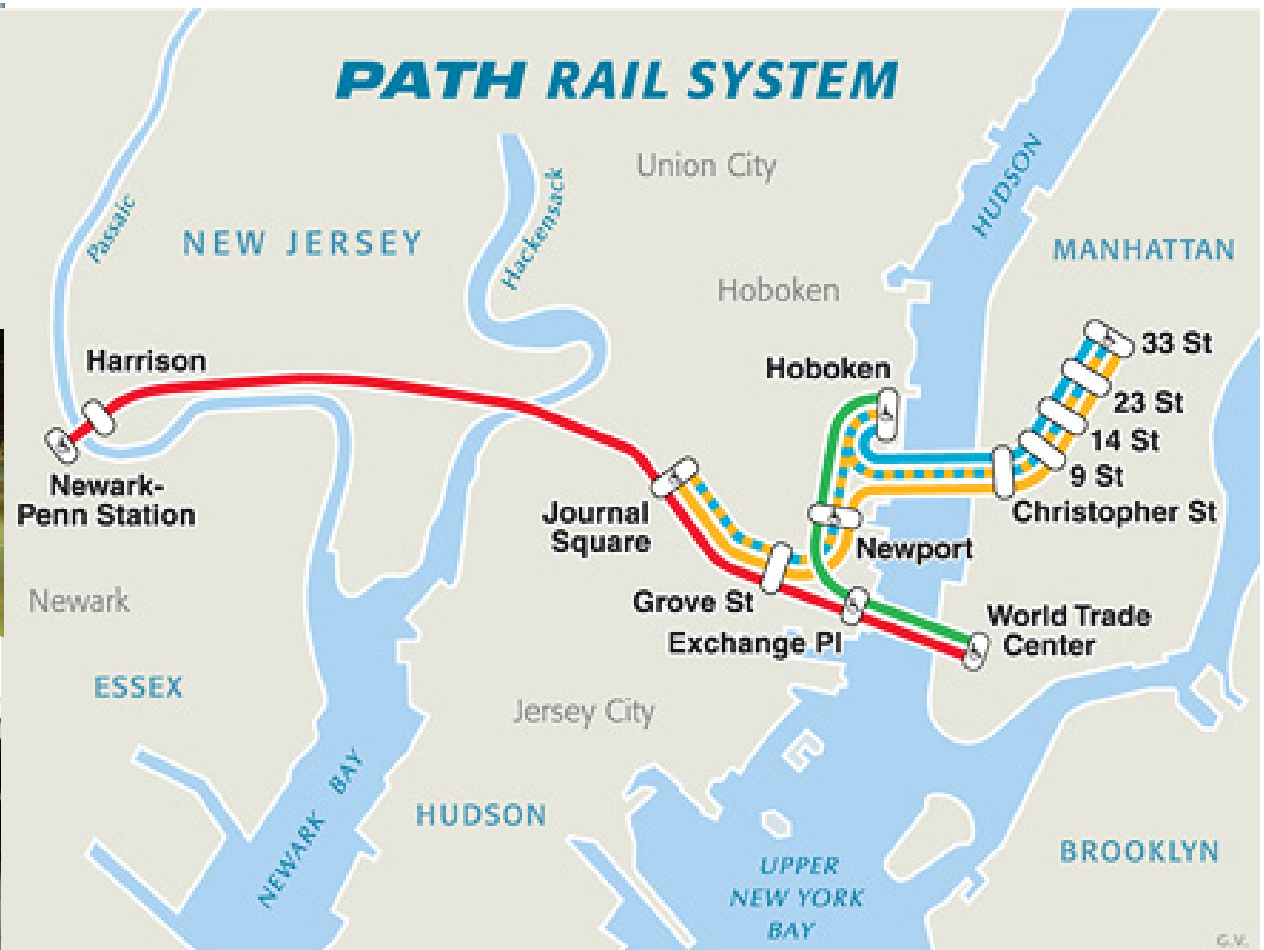 PATH RAIL SYSTEM
Union City
HUDSON
Passaic
Hackensack
NEW JERSEY
MANHATTAN
Hoboken
33 St
Harrison
Hoboken
23 St
14 St
9 St
Newark-
Penn Station
Journal
Square
Christopher St
Newport
Newark
Grove St
World Trade
Center
Exchange Pl
ESSEX
Jersey City
NEWARK BAY
HUDSON
BROOKLYN
UPPER
NEW YORK
BAY
G.V.